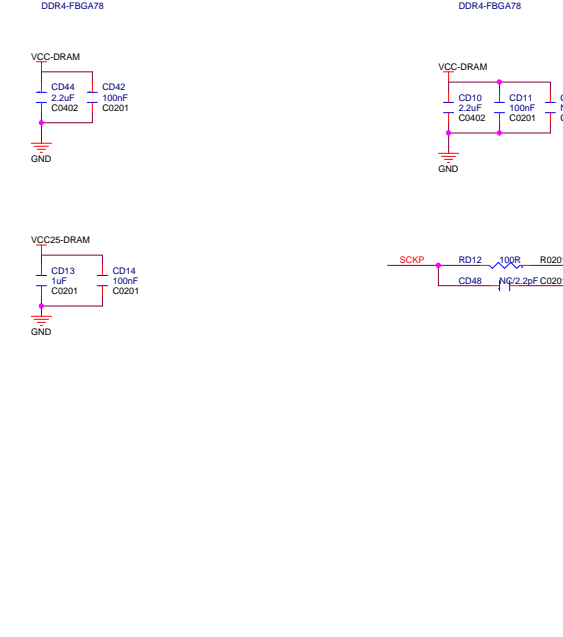 DDR4-FBGA78
DDR4-FBGA78
VCC-DRAM
CD44
2.2uF
C0402
CD42
100nF
C0201
GND
VCC-DRAM
CD10
2.2uF
C0402
CD11
100nF
C0201
GND
VCC25-DRAM
CD13
1uF
C0201
CD14
100nF
C0201
GND
SCKP
RD12
100R
R0201
CD48
NC/2.2pF
C0201